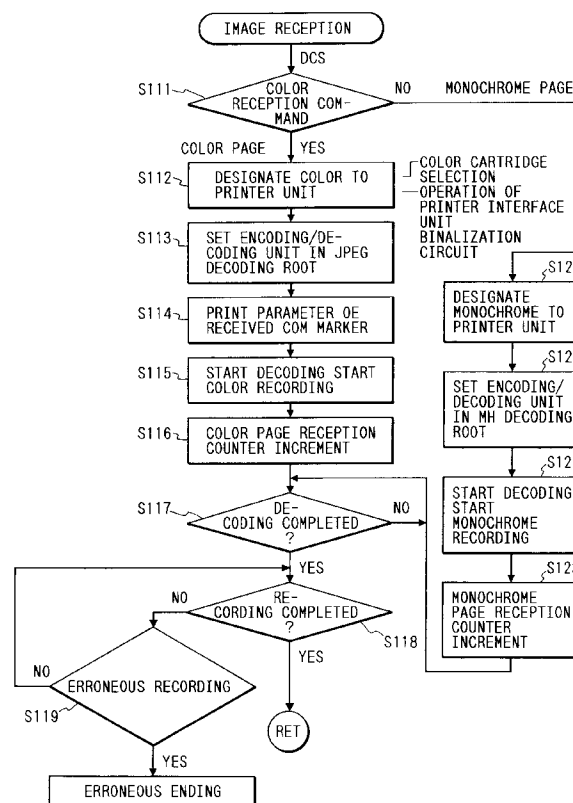 IMAGE RECEPTION
DCS
S111
COLOR
RECEPTION COM-
MAND
NO MONOCHROME PAGE
COLOR PAGE
YES
S112
DESIGNATE COLOR TO
PRINTER UNIT
COLOR CARTRIDGE
SELECTION
OPERATION OF
PRINTER INTERFACE
UNIT
BINALIZATION
CIRCUIT
S113
SET ENCODING/DE-
CODING UNIT IN JPEG
DECODING ROOT
S114
PRINT PARAMETER OE
RECEIVED COM MARKER
S115
START DECODING START
COLOR RECORDING
S116
COLOR PAGE RECEPTION
COUNTER INCREMENT
S117
DE-
CODING COMPLETED
?
NO
YES
NO
RE-
CORDING COMPLETED
?
S118
YES
NO
ERRONEOUS RECORDING
S119
YES
ERRONEOUS ENDING
RET
S12
DESIGNATE
MONOCHROME TO
PRINTER UNIT
S12
SET ENCODING/
DECODING UNIT
IN MH DECODING
ROOT
S12
START DECODING
START
MONOCHROME
RECORDING
S12
MONOCHROME
PAGE RECEPTION
COUNTER
INCREMENT